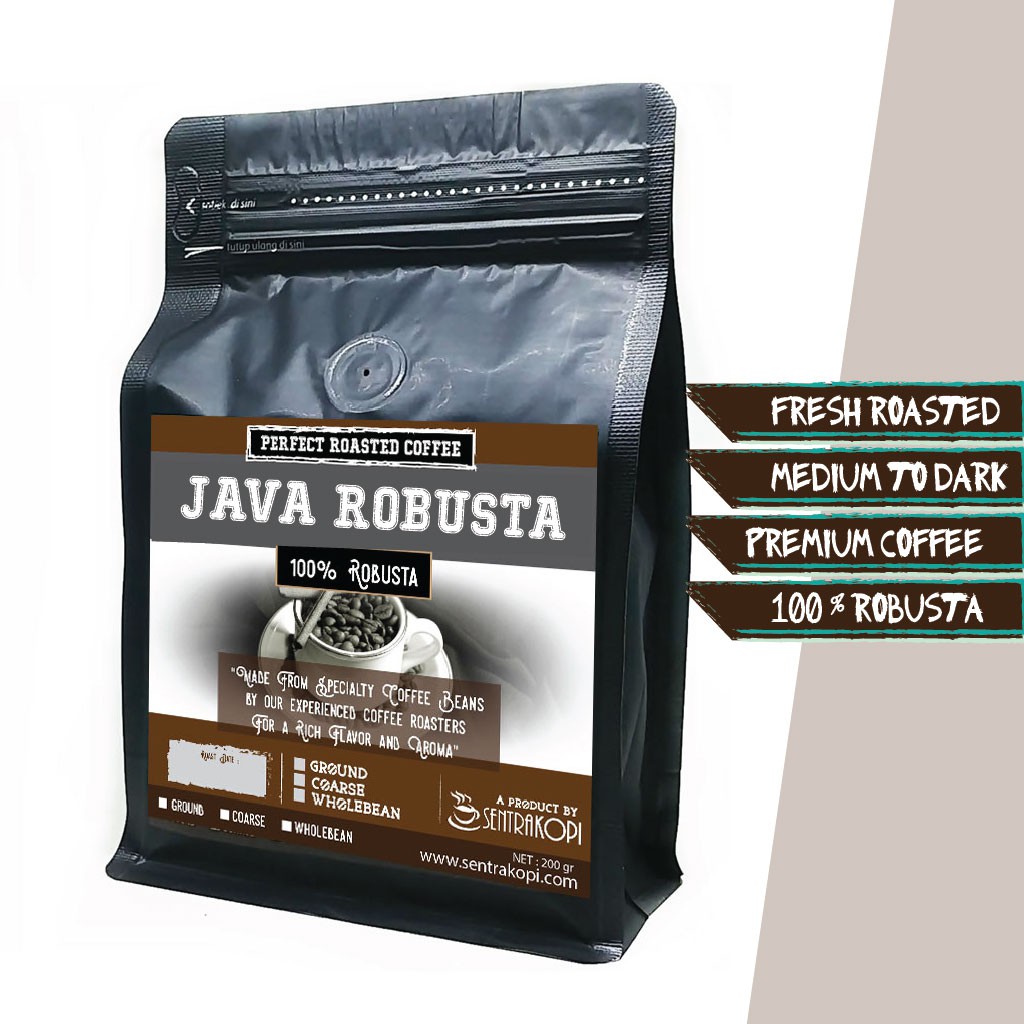 di sini
tutup ulang di sini
PERFECT ROASTED COFFEE
JAVA ROBUSTA
100% ROBUSTA
"MADE FROM SPECIALTY COFFEE BEANS
BY OUR EXPERIENCED COFFEE ROASTERS
FOR A RICH FLAVOR AND AROMA"
ROAST DATE :
GROUND
COARSE
WHOLEBEAN
GROUND
COARSE
WHOLEBEAN
A PRODUCT BY
SENTRAKOPI
NET : 200 gr
www.sentrakopi.com
FRESH ROASTED
MEDIUM TO DARK
PREMIUM COFFEE
100 % ROBUSTA